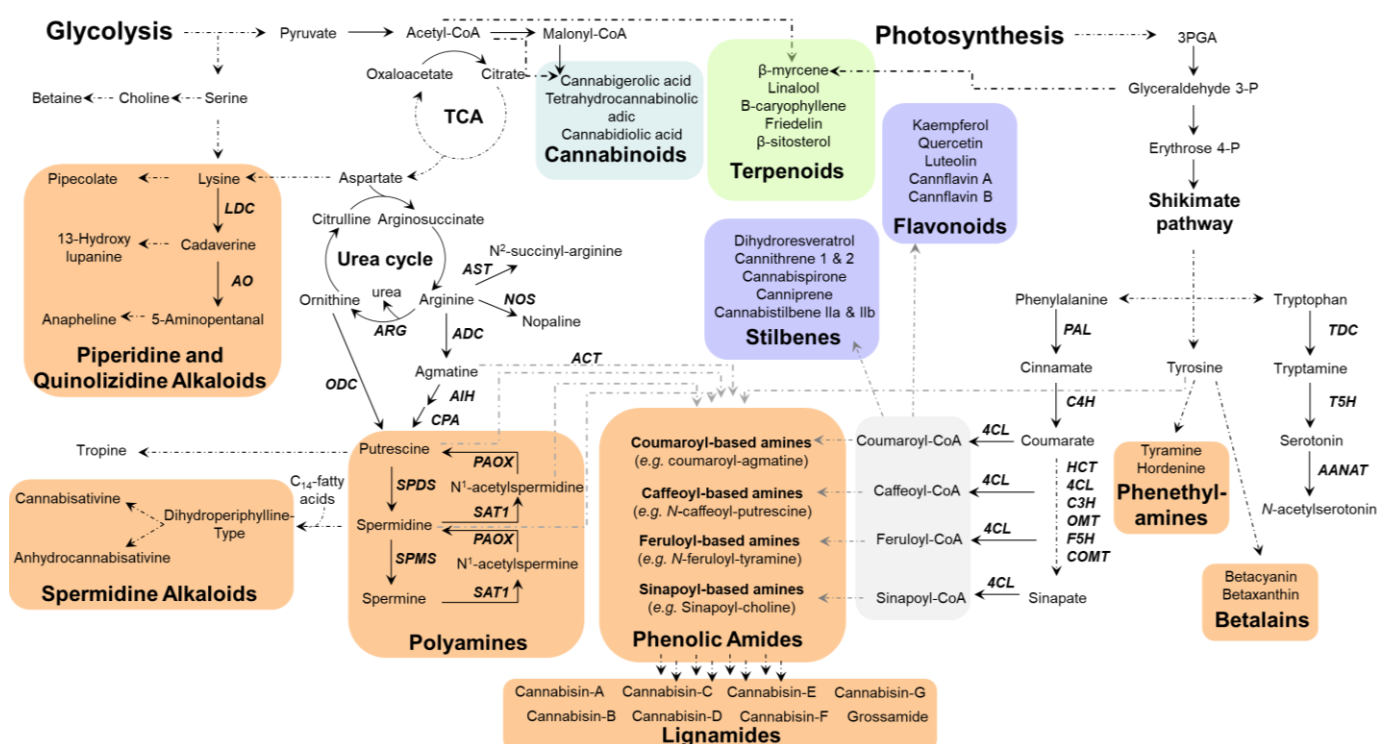 Glycolysis
Pyruvate
Acetyl-CoA
Malonyl-CoA
Photosynthesis
3PGA
Oxaloacetate
Citrate
TCA
Betaine
Choline
Serine
Cannabigerolic acid
Tetrahydrocannabinolic
adic
Cannabidiolic acid
Cannabinoids
β-myrcene
Linalool
B-caryophyllene
Friedelin
β-sitosterol
Terpenoids
Glyceraldehyde 3-P
Erythrose 4-P
Shikimate
pathway
Kaempferol
Quercetin
Luteolin
Cannflavin A
Cannflavin B
Flavonoids
Pipecolate
Lysine
LDC
13-Hydroxy
lupanine
Cadaverine
AO
Anapheline
5-Aminopentanal
Piperidine and
Quinolizidine Alkaloids
Aspartate
Citrulline
Arginosuccinate
Urea cycle
Ornithine
urea
Arginine
ARG
AST
N²-succinyl-arginine
NOS
Nopaline
ADC
Agmatine
AIH
CPA
ODC
ACT
Dihydroresveratrol
Cannithrene 1 & 2
Cannabispirone
Canniprene
Cannabistilbene IIa & IIb
Stilbenes
Phenylalanine
Tryptophan
PAL
TDC
Cinnamate
Tyrosine
Tryptamine
C4H
T5H
Coumarate
Serotonin
AANAT
N-acetylserotonin
HCT
4CL
C3H
OMT
F5H
COMT
Sinapate
Tyramine
Hordenine
Phenethyl-
amines
Betacyanin
Betaxanthin
Betalains
Tropine
Putrescine
PAOX
SPDS
N¹-acetylspermidine
SAT1
Spermidine
PAOX
SPMS
N¹-acetylspermine
SAT1
Spermine
Polyamines
C14-fatty
acids
Cannabisativine
Dihydroperiphylline-
Type
Anhydrocannabisativine
Spermidine Alkaloids
Coumaroyl-based amines
(e.g. coumaroyl-agmatine)
Caffeoyl-based amines
(e.g. N-caffeoyl-putrescine)
Feruloyl-based amines
(e.g. N-feruloyl-tyramine)
Sinapoyl-based amines
(e.g. Sinapoyl-choline)
Phenolic Amides
Coumaroyl-CoA
4CL
Caffeoyl-CoA
4CL
Feruloyl-CoA
4CL
Sinapoyl-CoA
4CL
Cannabisin-A
Cannabisin-C
Cannabisin-E
Cannabisin-G
Cannabisin-B
Cannabisin-D
Cannabisin-F
Grossamide
Lignamides